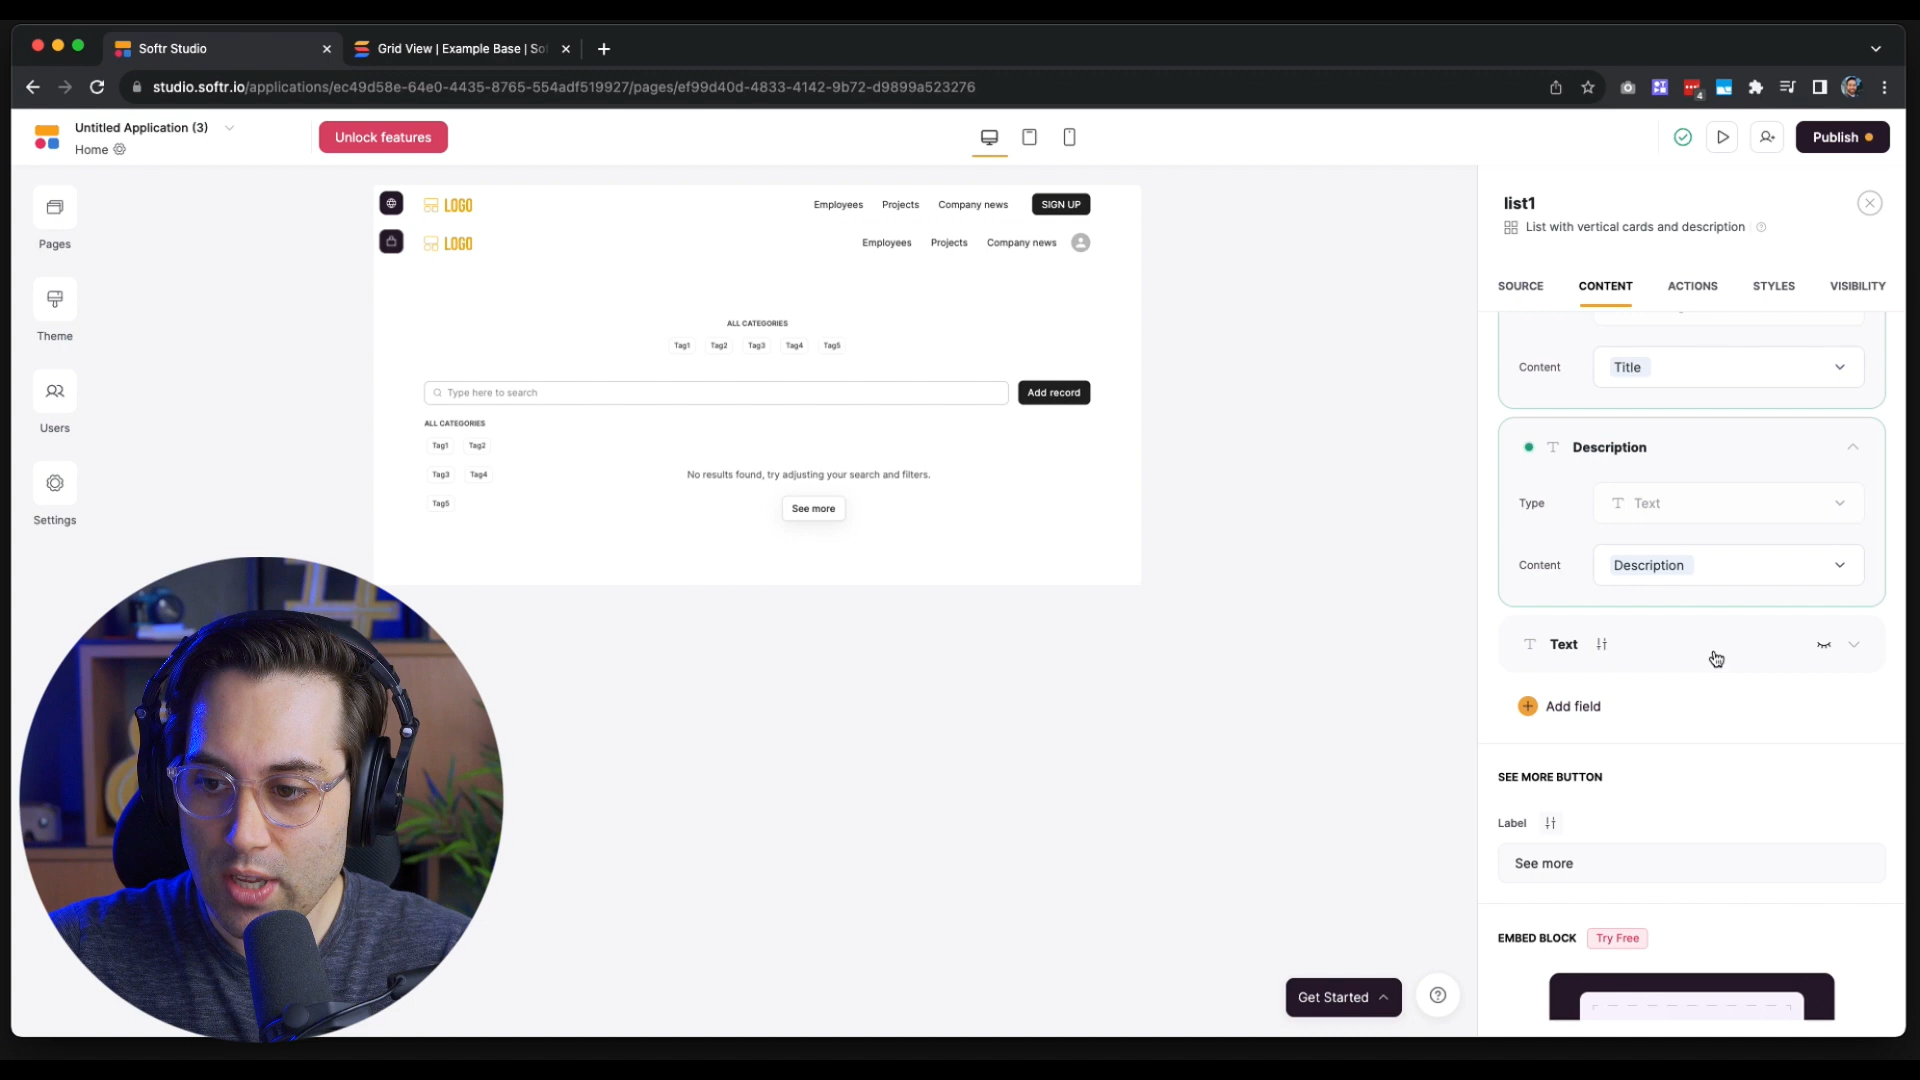 Softr Studio
Grid View | Example Base | So
studio.softr.io/applications/ec49d58e-64e0-4435-8765-554adf519927/pages/ef99d40d-4833-4142-9b72-d9899a523276
4
Untitled Application (3)
Home
Unlock features
Publish
Pages
Theme
Users
Settings
LOGO
Employees
Projects
Company news
SIGN UP
LOGO
Employees
Projects
Company news
ALL CATEGORIES
Tag1
Tag2
Tag3
Tag4
Tag5
Type here to search
Add record
ALL CATEGORIES
Tag1
Tag2
Tag3
Tag4
Tag5
No results found, try adjusting your search and filters.
See more
list1
List with vertical cards and description
SOURCE
CONTENT
ACTIONS
STYLES
VISIBILITY
Content
Title
Description
Type
Text
Content
Description
Text
Add field
SEE MORE BUTTON
Label
See more
EMBED BLOCK
Try Free
Get Started